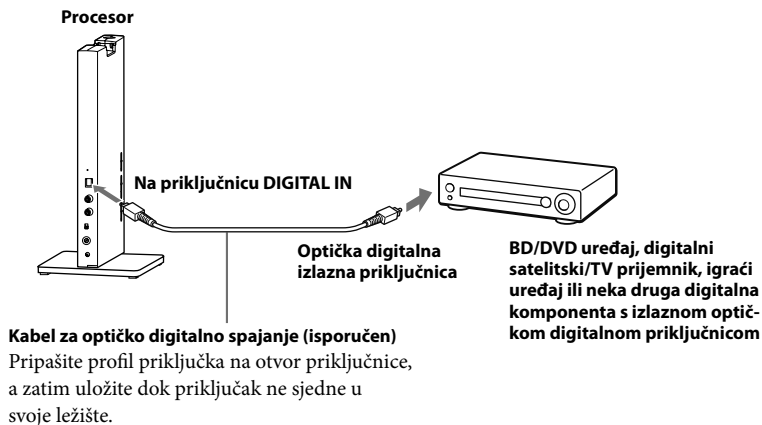 Procesor
Na priključnicu DIGITAL IN
Optička digitalna
izlazna priključnica
BD/DVD uređaj, digitalni
satelitski/TV prijemnik, igraći
uređaj ili neka druga digitalna
komponenta s izlaznom optič-
kom digitalnom priključnicom
Kabel za optičko digitalno spajanje (isporučen)
Pripašite profil priključka na otvor priključnice,
a zatim uložite dok priključak ne sjedne u
svoje ležište.